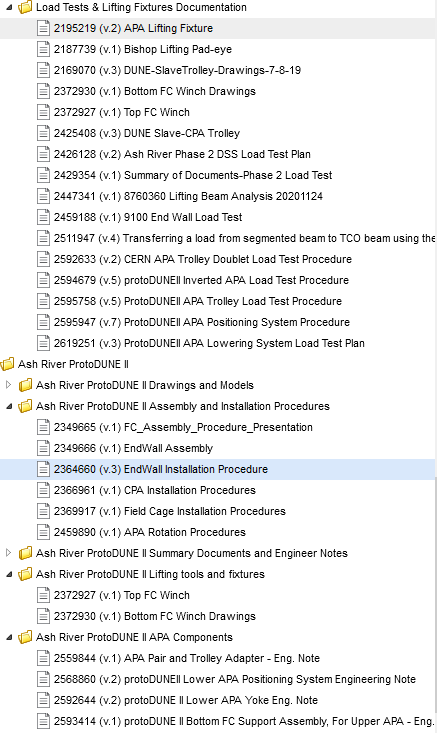 Load Tests & Lifting Fixtures Documentation
2195219 (v.2) APA Lifting Fixture
2187739 (v.1) Bishop Lifting Pad-eye
2169070 (v.3) DUNE-SlaveTrolley-Drawings-7-8-19
2372930 (v.1) Bottom FC Winch Drawings
2372927 (v.1) Top FC Winch
2425408 (v.3) DUNE Slave-CPA Trolley
2426128 (v.2) Ash River Phase 2 DSS Load Test Plan
2429354 (v.1) Summary of Documents-Phase 2 Load Test
2447341 (v.1) 8760360 Lifting Beam Analysis 20201124
2459188 (v.1) 9100 End Wall Load Test
2511947 (v.4) Transferring a load from segmented beam to TCO beam using the
2592633 (v.2) CERN APA Trolley Doublet Load Test Procedure
2594679 (v.5) protoDUNEII Inverted APA Load Test Procedure
2595758 (v.5) protoDUNEII APA Trolley Load Test Procedure
2595947 (v.7) protoDUNEII APA Positioning System Procedure
2619251 (v.3) ProtoDUNEII APA Lowering System Load Test Plan
Ash River ProtoDUNE II
Ash River ProtoDUNE II Drawings and Models
Ash River ProtoDUNE II Assembly and Installation Procedures
2349665 (v.1) FC_Assembly_Procedure_Presentation
2349666 (v.1) EndWall Assembly
2364660 (v.3) EndWall Installation Procedure
2366961 (v.1) CPA Installation Procedures
2369917 (v.1) Field Cage Installation Procedures
2459890 (v.1) APA Rotation Procedures
Ash River ProtoDUNE II Summary Documents and Engineer Notes
Ash River ProtoDUNE II Lifting tools and fixtures
2372927 (v.1) Top FC Winch
2372930 (v.1) Bottom FC Winch Drawings
Ash River ProtoDUNE II APA Components
2559844 (v.1) APA Pair and Trolley Adapter - Eng. Note
2568860 (v.2) protoDUNEII Lower APA Positioning System Engineering Note
2592644 (v.2) protoDUNE II Lower APA Yoke Eng. Note
2593414 (v.1) protoDUNE II Bottom FC Support Assembly, For Upper APA - Eng.